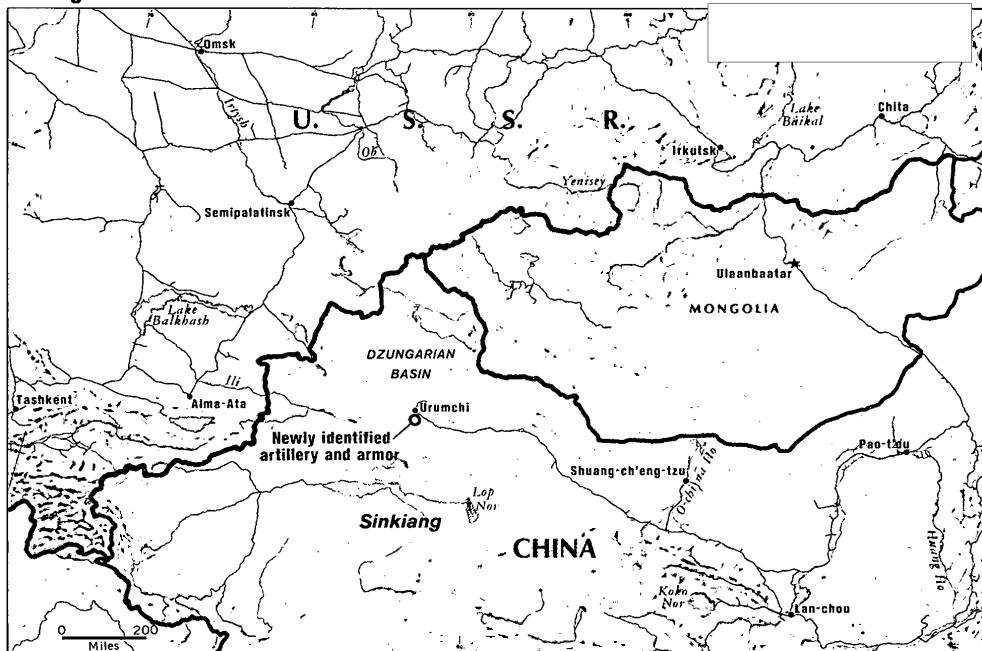 Omsk
Irtysh
U. S. S. R.
Ob
Lake
Baikal
Chita
Irkutsk
Yenisey
Semipalatinsk
Ulaanbaatar
MONGOLIA
Lake
Balkhash
DZUNGARIAN
BASIN
Ili
Tashkent
Alma-Ata
Urumchi
Newly identified
artillery and armor
Pao-t'ou
Shuang-ch'eng-tzu
Lop
Nor
Sinkiang
CHINA
Huang Ho
Koko
Nor
Lan-chou
0 200
Miles